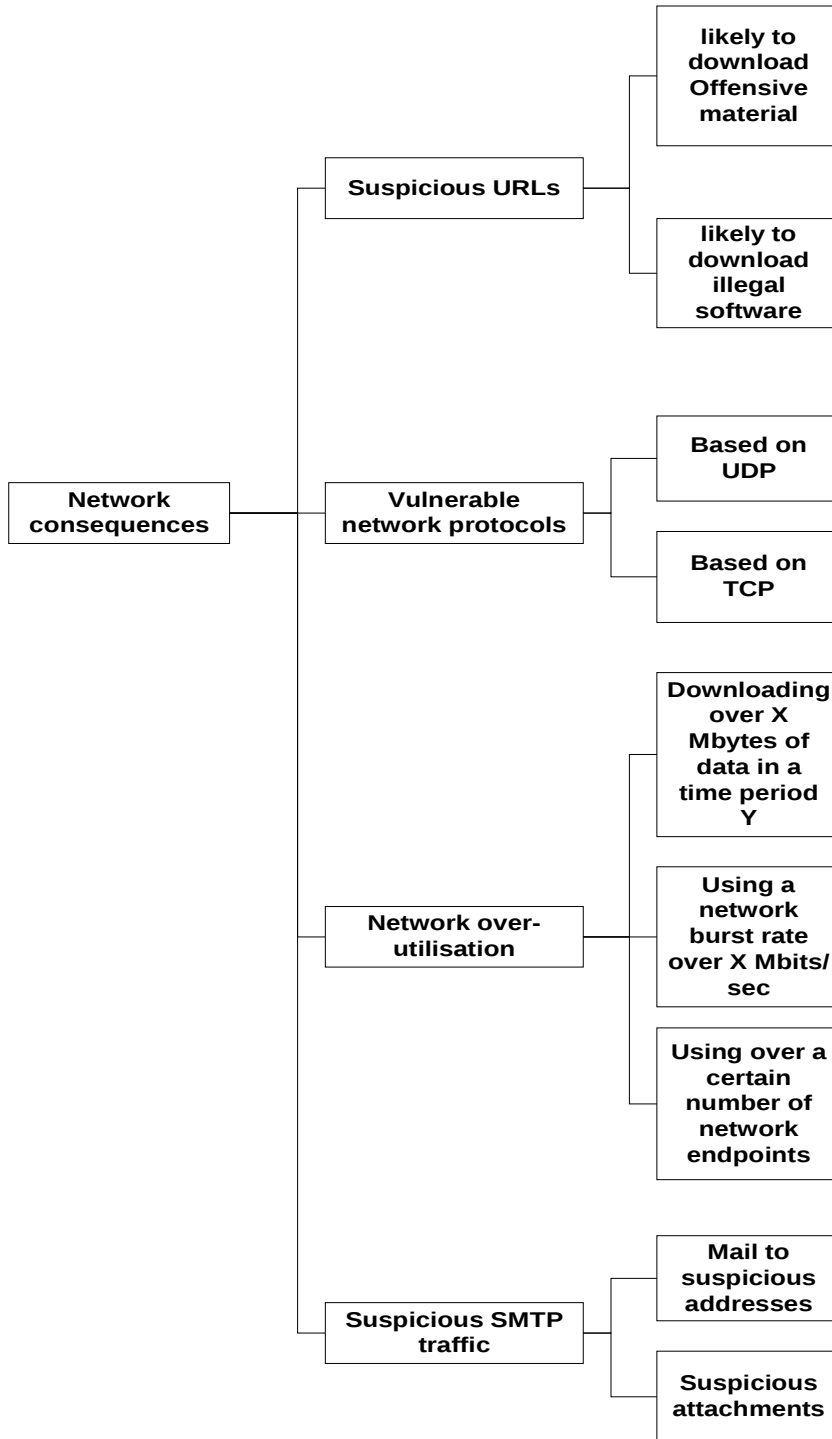 likely to
download
Offensive
material
Suspicious URLs
likely to
download
illegal
software
Based on
UDP
Network
consequences
Vulnerable
network protocols
Based on
TCP
Downloading
over X
Mbytes of
data in a
time period
Y
Using a
network
burst rate
over X Mbits/
sec
Network over-
utilisation
Using over a
certain
number of
network
endpoints
Mail to
suspicious
addresses
Suspicious SMTP
traffic
Suspicious
attachments